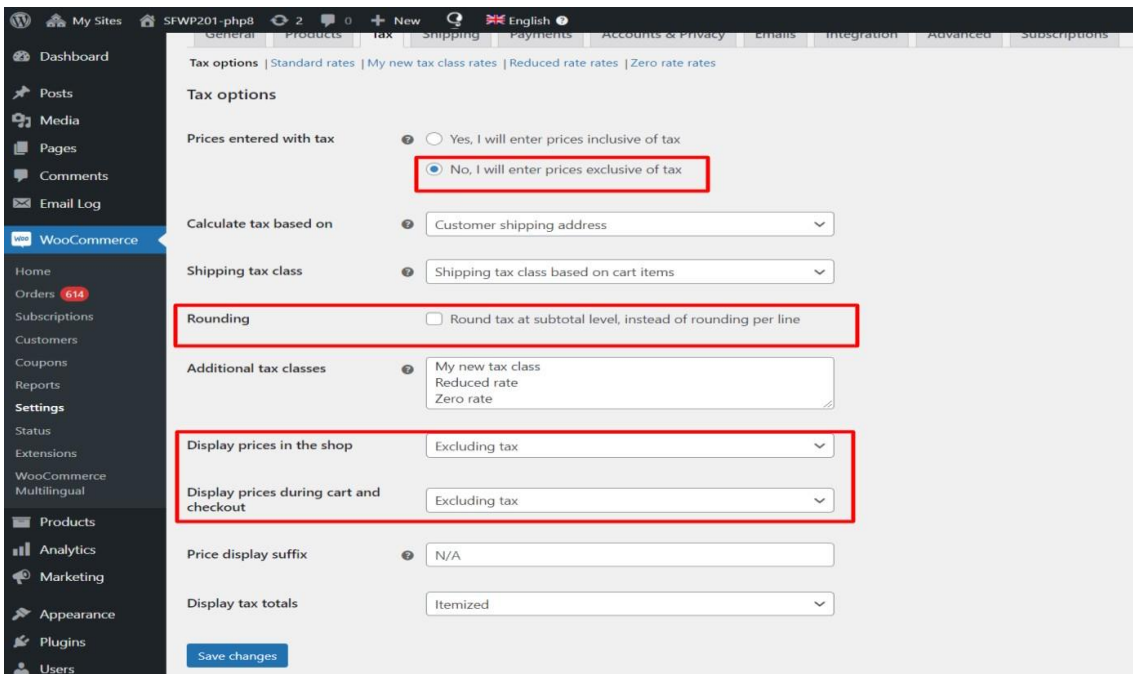 My Sites SFWP201-php8 2 0 New English
General Products Tax Shipping Payments Accounts & Privacy Emails Integration Advanced Subscriptions
Dashboard
Posts
Media
Pages
Comments
Email Log
Woo WooCommerce
Home
Orders 614
Subscriptions
Customers
Coupons
Reports
Settings
Status
Extensions
WooCommerce
Multilingual
Products
Analytics
Marketing
Appearance
Plugins
Users
Tax options | Standard rates | My new tax class rates | Reduced rate rates | Zero rate rates
Tax options
Prices entered with tax
Yes, I will enter prices inclusive of tax
No, I will enter prices exclusive of tax
Calculate tax based on
Customer shipping address
Shipping tax class
Shipping tax class based on cart items
Rounding
Round tax at subtotal level, instead of rounding per line
Additional tax classes
My new tax class
Reduced rate
Zero rate
Display prices in the shop
Excluding tax
Display prices during cart and
checkout
Excluding tax
Price display suffix
N/A
Display tax totals
Itemized
Save changes